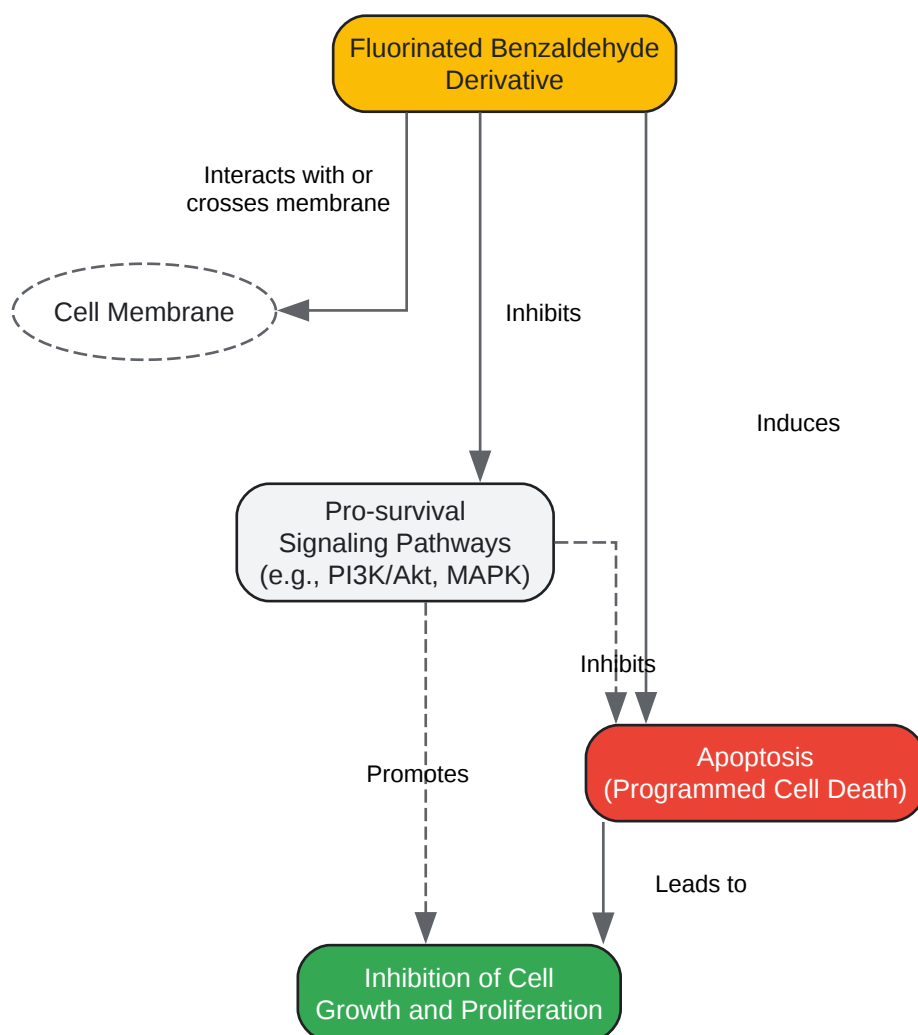 Fluorinated Benzaldehyde
Derivative
Interacts with or
crosses membrane
Cell Membrane
Inhibits
Induces
Pro-survival
Signaling Pathways
(e.g., PI3K/Akt, MAPK)
Inhibits
Promotes
Apoptosis
(Programmed Cell Death)
Leads to
Inhibition of Cell
Growth and Proliferation